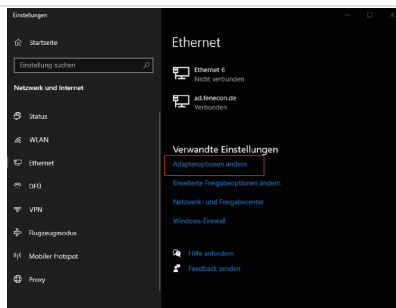 Einstellungen
Startseite
Einstellung suchen
Netzwerk und Internet
Status
WLAN
Ethernet
DFÜ
VPN
Flugzeugmodus
Mobiler Hotspot
Proxy
Ethernet
Ethernet 6
Nicht verbunden
ad.fenecon.de
Verbunden
Verwandte Einstellungen
Adapteroptionen ändern
Erweiterte Freigabeoptionen ändern
Netzwerk- und Freigabecenter
Windows-Firewall
Hilfe anfordern
Feedback senden